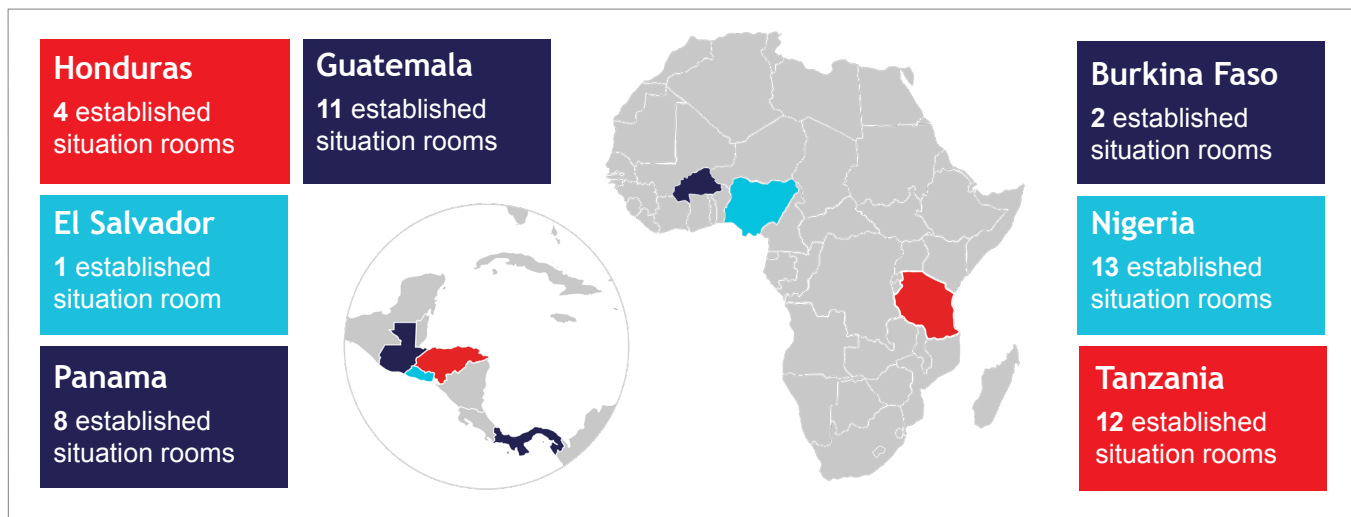 Honduras
4 established
situation rooms
Guatemala
11 established
situation rooms
El Salvador
1 established
situation room
Panama
8 established
situation rooms
Burkina Faso
2 established
situation rooms
Nigeria
13 established
situation rooms
Tanzania
12 established
situation rooms